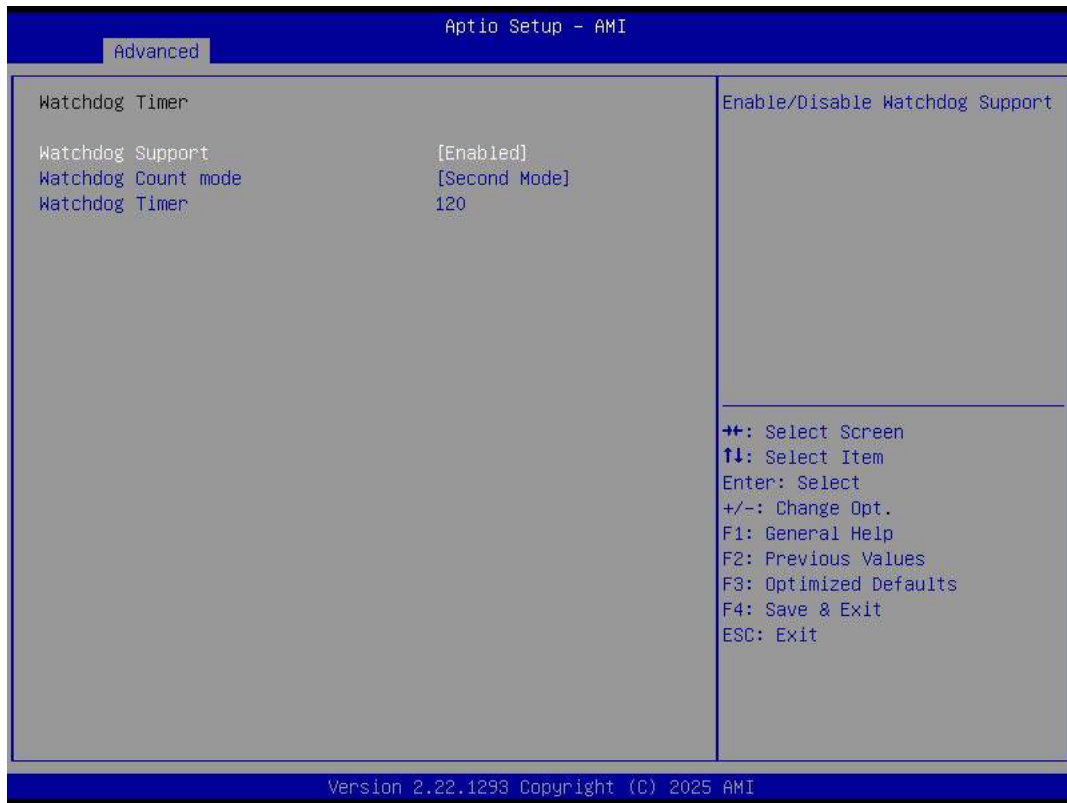 Aptio Setup – AMI
Advanced
Watchdog Timer
Watchdog Support [Enabled]
Watchdog Count mode [Second Mode]
Watchdog Timer 120
Enable/Disable Watchdog Support
→←: Select Screen
↑↓: Select Item
Enter: Select
+/-: Change Opt.
F1: General Help
F2: Previous Values
F3: Optimized Defaults
F4: Save & Exit
ESC: Exit
Version 2.22.1293 Copyright (C) 2025 AMI